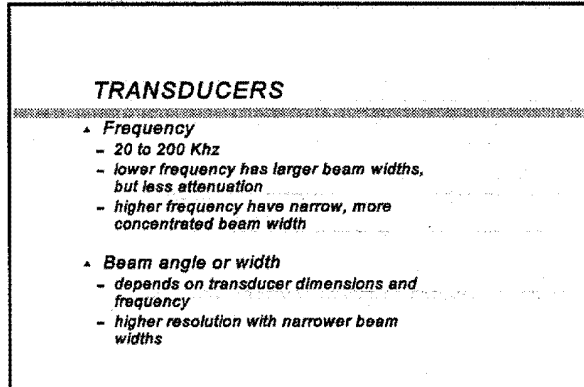 TRANSDUCERS
▴ Frequency
– 20 to 200 Khz
– lower frequency has larger beam widths,
but less attenuation
– higher frequency have narrow, more
concentrated beam width
▴ Beam angle or width
– depends on transducer dimensions and
frequency
– higher resolution with narrower beam
widths